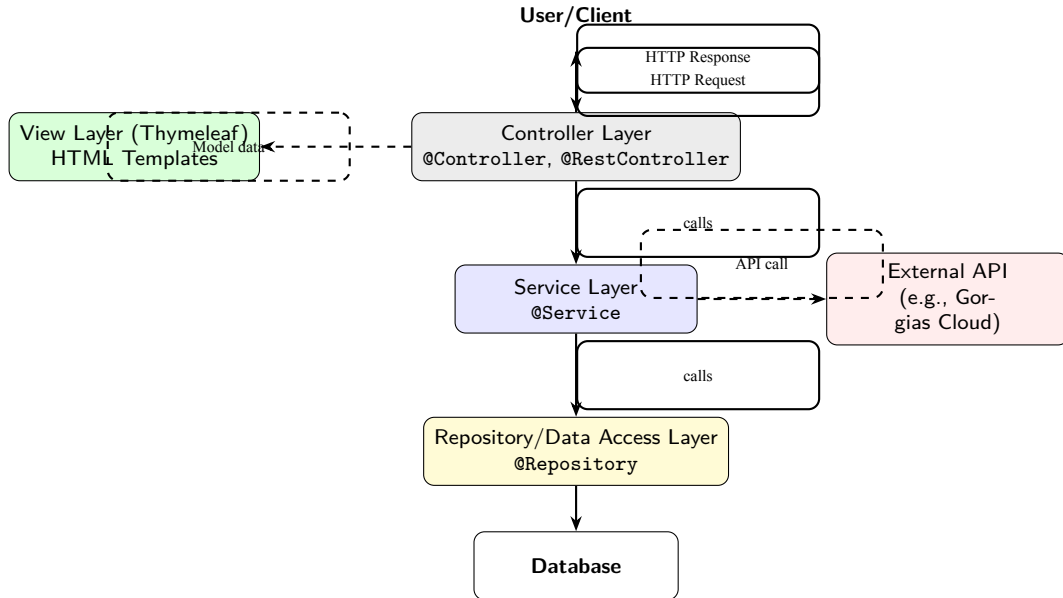 User/Client
HTTP Response
HTTP Request
View Layer (Thymeleaf)
HTML Templates
Model data
Controller Layer
@Controller, @RestController
calls
API call
Service Layer
@Service
External API
(e.g., Gor-
gias Cloud)
calls
Repository/Data Access Layer
@Repository
Database